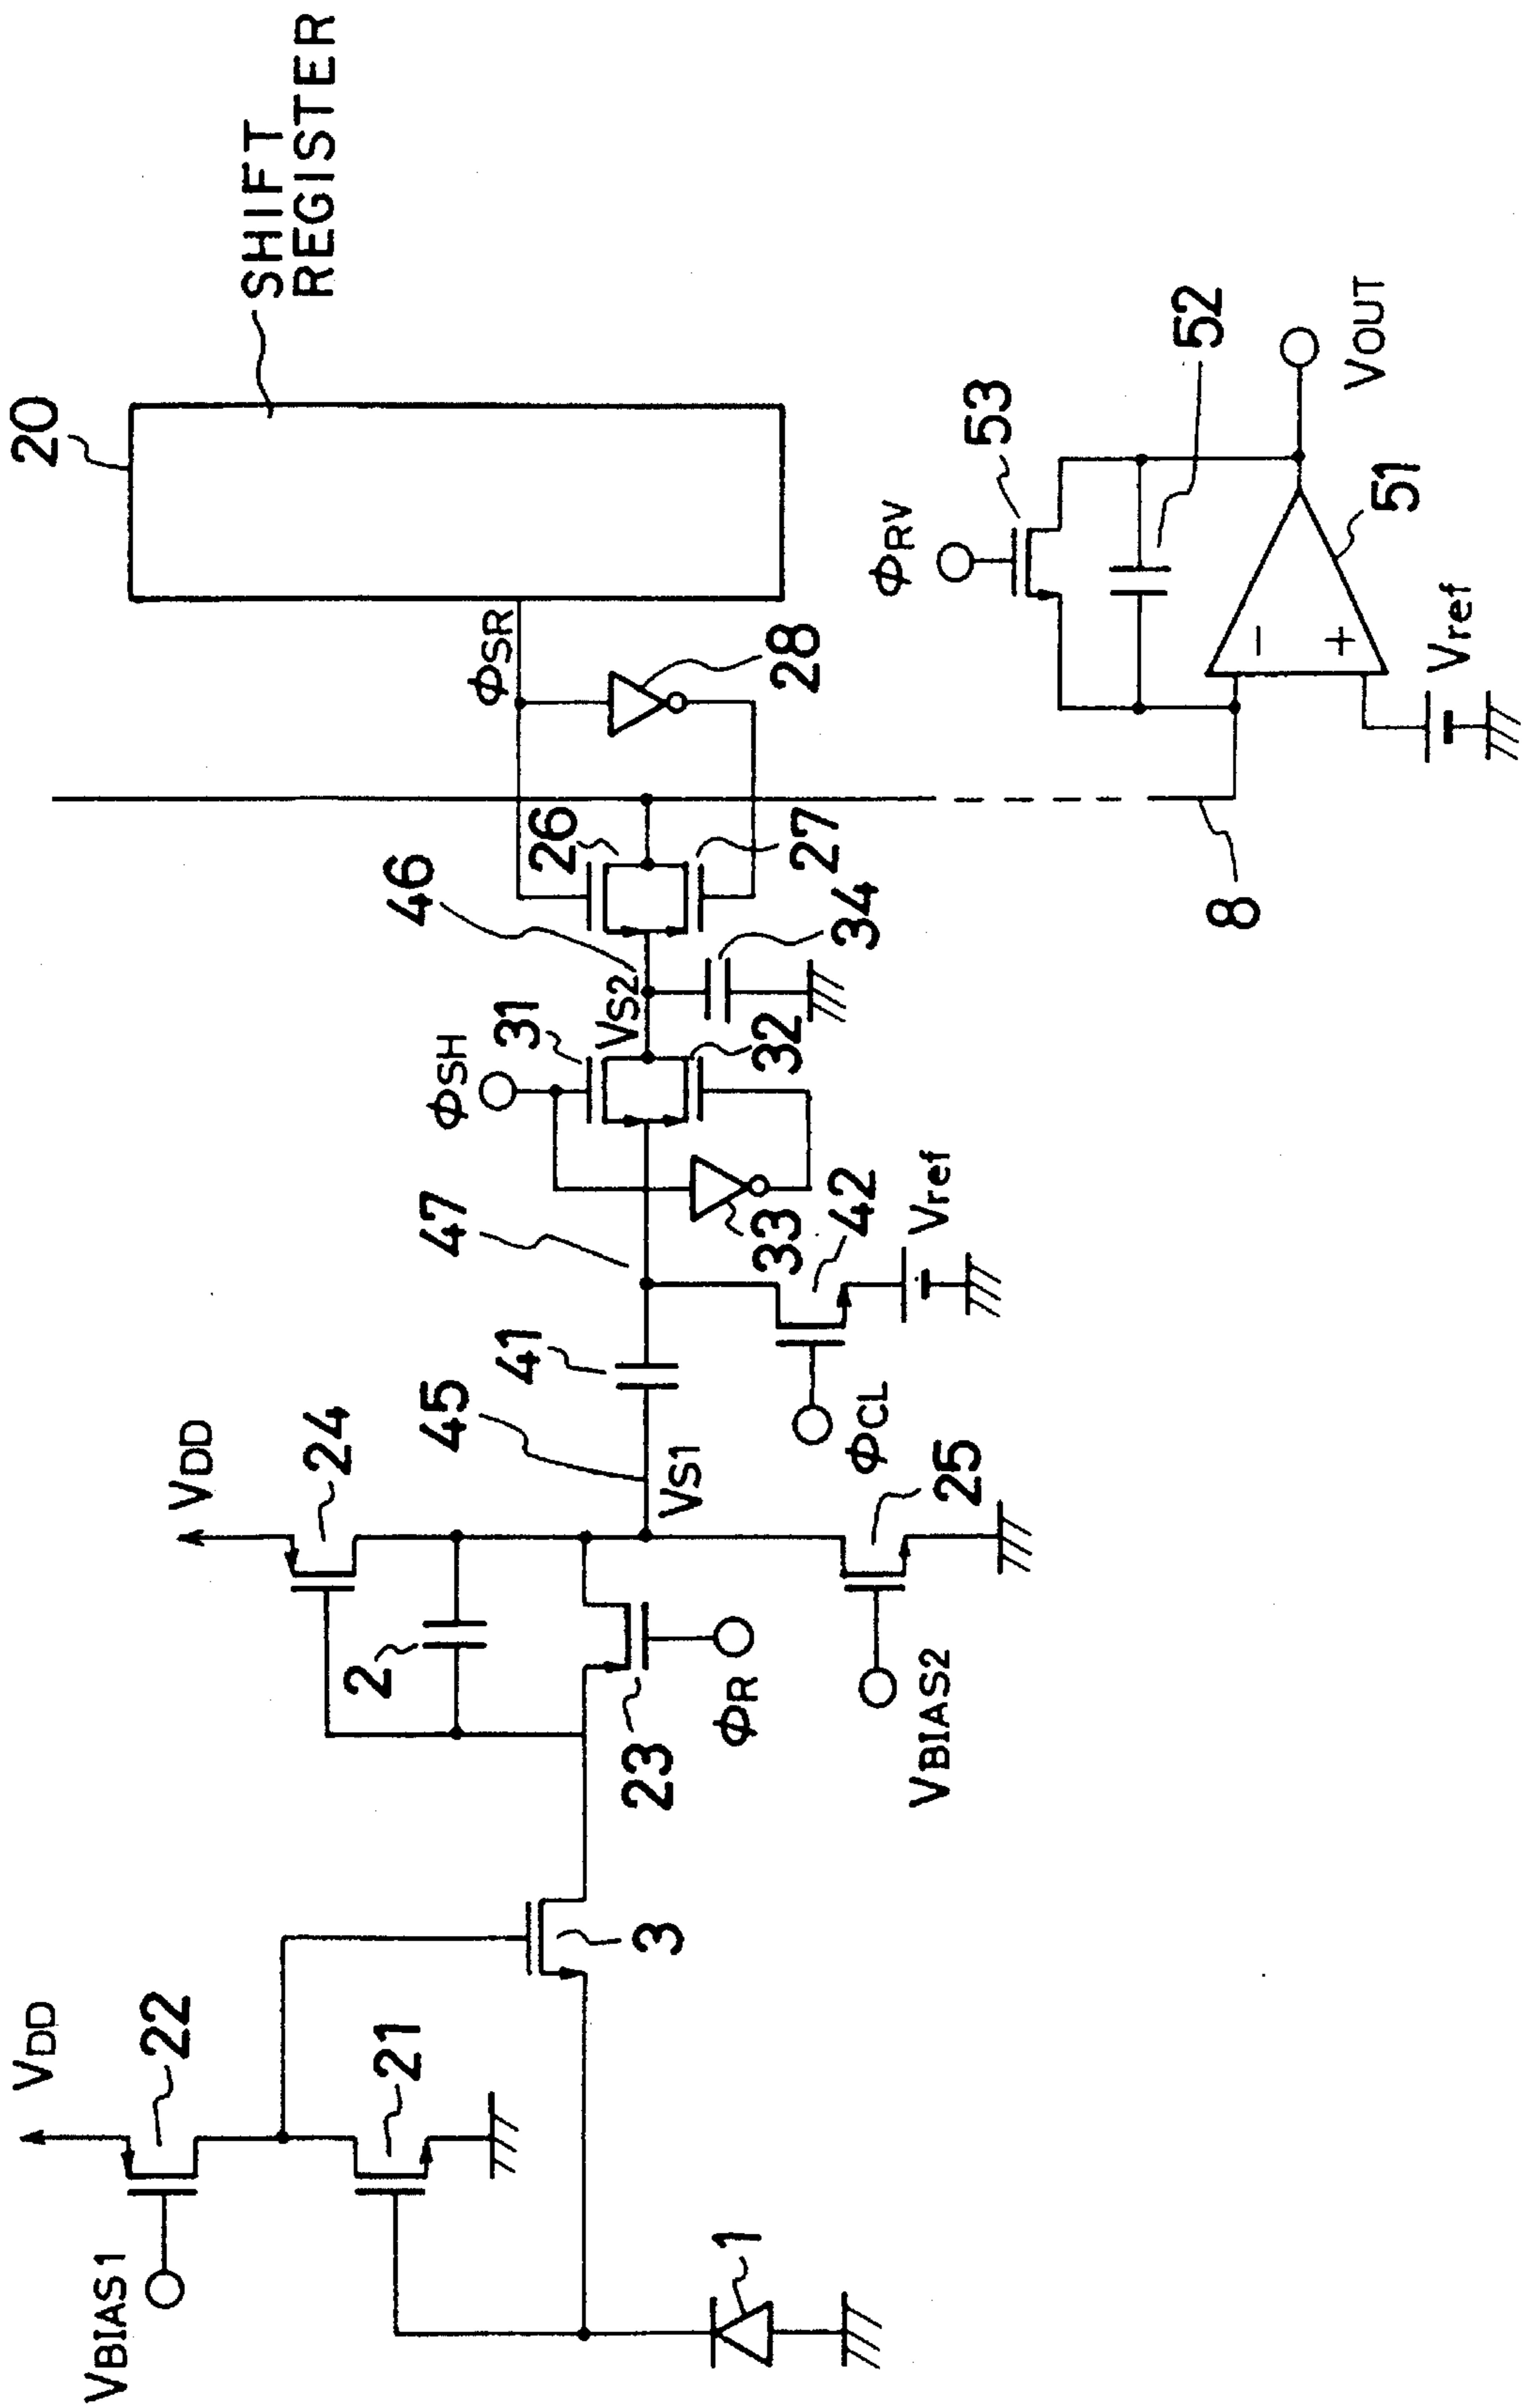 20
SHIFT
REGISTER
ΦSR
28
26
27
46
VS2
34
ΦSH
31
32
33
47
42
Vref
ΦCL
41
45
VS1
VDD
24
25
VBIAS2
2
23
ΦR
3
VDD
22
21
VBIAS1
1
8
ΦRV
53
52
VOUT
51
−
+
Vref